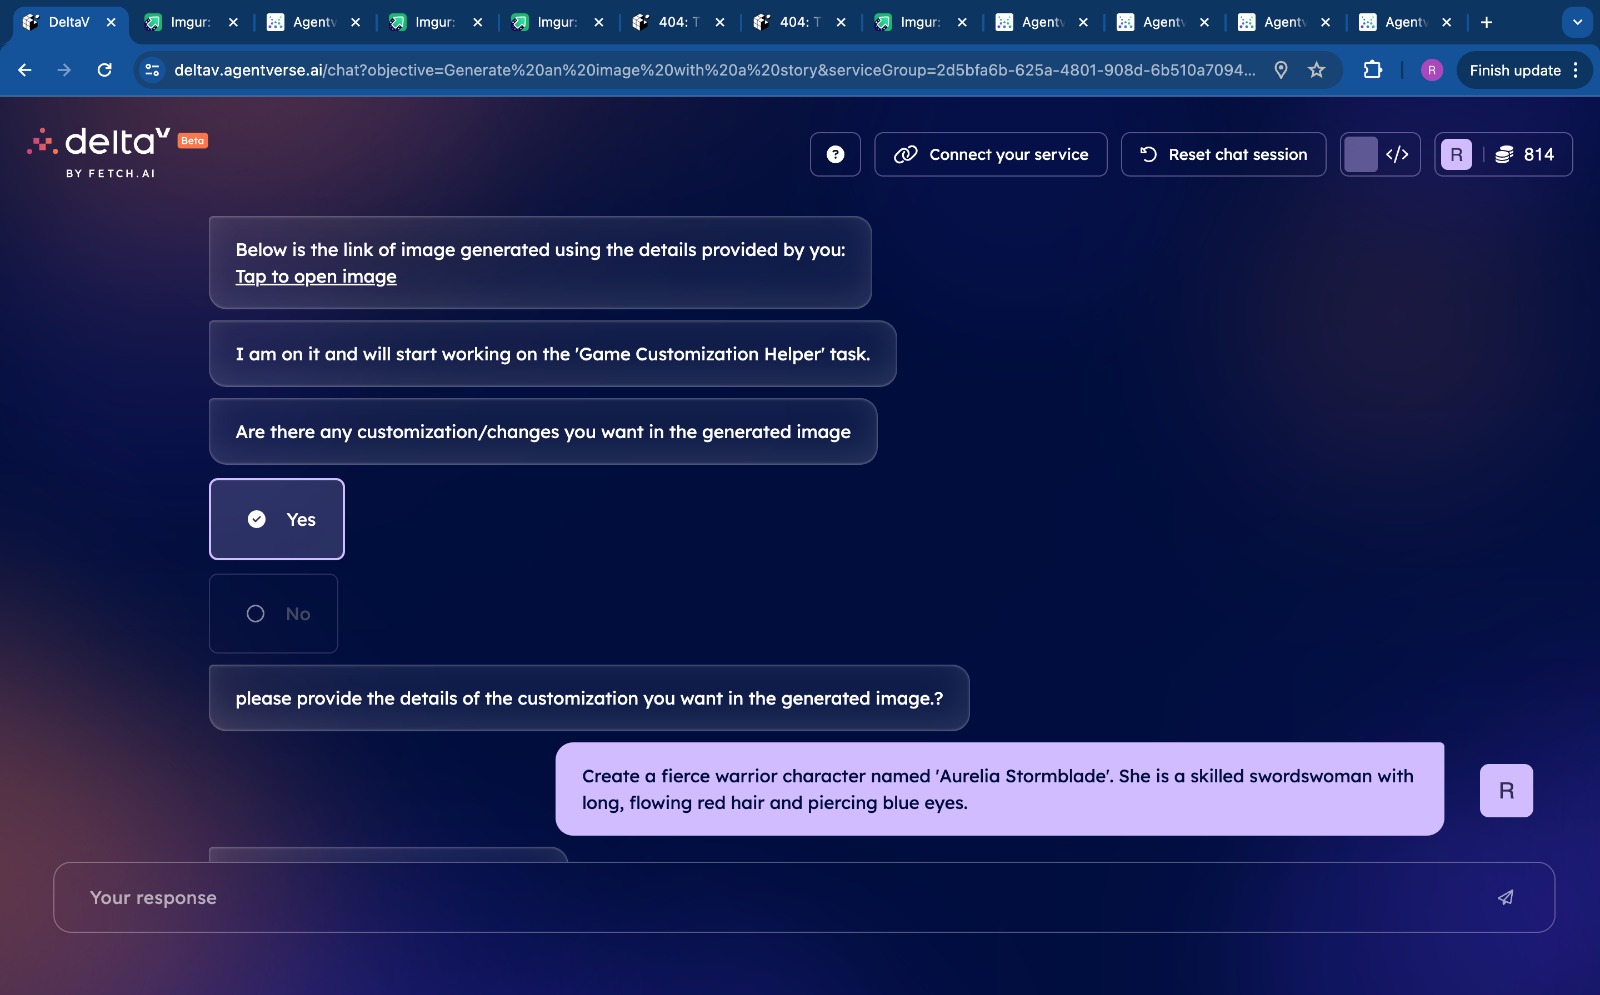 DeltaV
Imgur:
Agentv
Imgur:
Imgur:
404: T
404: T
Imgur:
Agentv
Agentv
Agentv
Agentv
deltav.agentverse.ai/chat?objective=Generate%20an%20image%20with%20a%20story&serviceGroup=2d5bfa6b-625a-4801-908d-6b510a7094...
R
Finish update
deltaV Beta
BY FETCH.AI
?
Connect your service
Reset chat session
</>
R
814
Below is the link of image generated using the details provided by you:
Tap to open image
I am on it and will start working on the 'Game Customization Helper' task.
Are there any customization/changes you want in the generated image
Yes
No
please provide the details of the customization you want in the generated image.?
Create a fierce warrior character named 'Aurelia Stormblade'. She is a skilled swordswoman with
long, flowing red hair and piercing blue eyes.
R
Your response